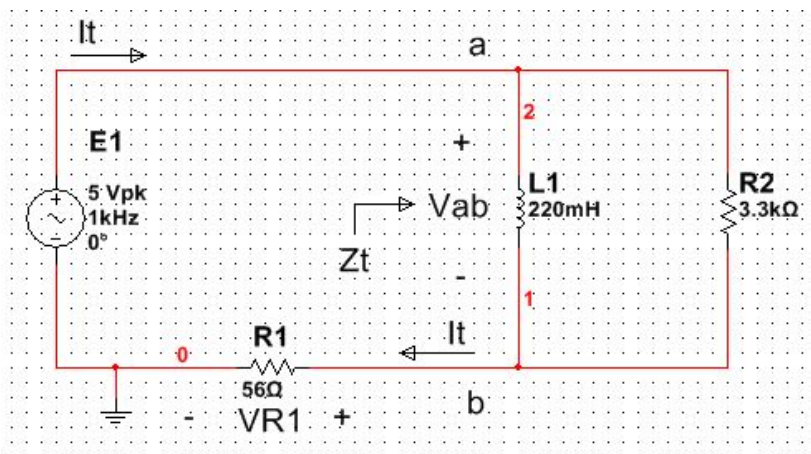 It
a
2
E1
+
5 Vpk
1kHz
0°
L1
220mH
R2
3.3kΩ
Vab
Zt
-
1
It
R1
0
56Ω
b
- VR1 +